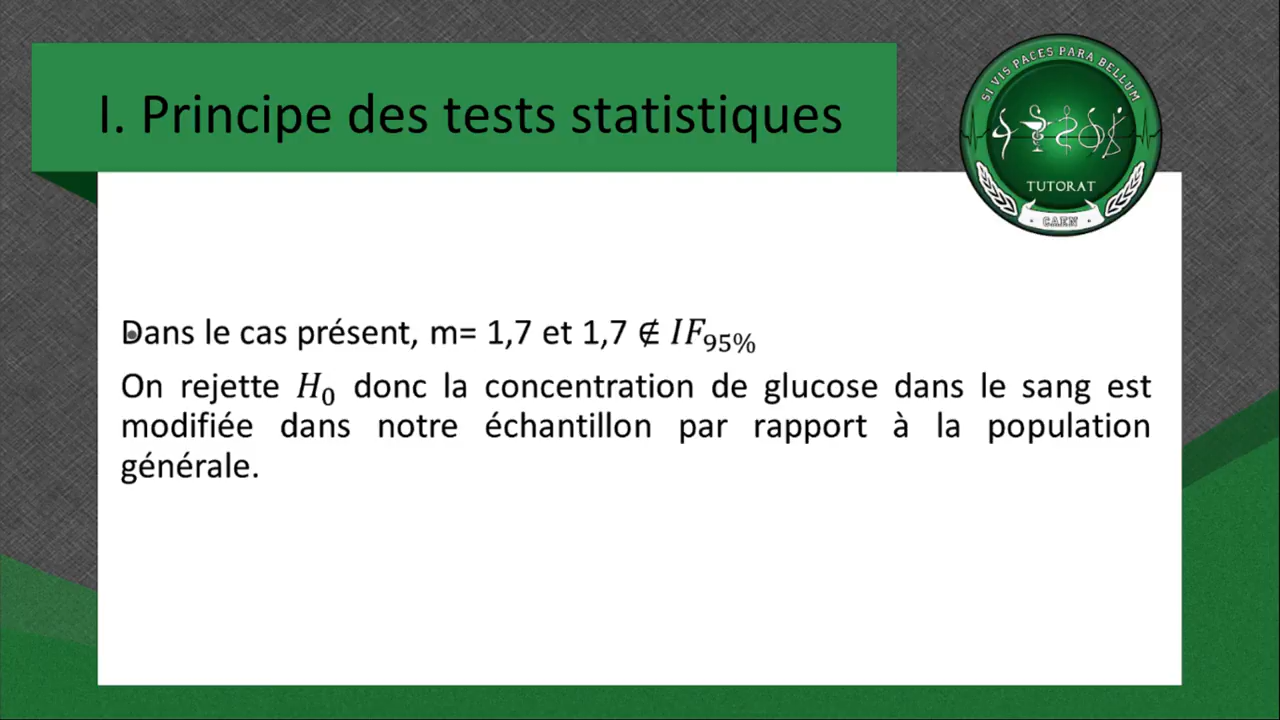 I. Principe des tests statistiques
SI VIS PACES PARA BELLUM
TUTORAT
CAEN
Dans le cas présent, m= 1,7 et 1,7 ∉ IF₉₅%
On rejette H₀ donc la concentration de glucose dans le sang est
modifiée dans notre échantillon par rapport à la population
générale.